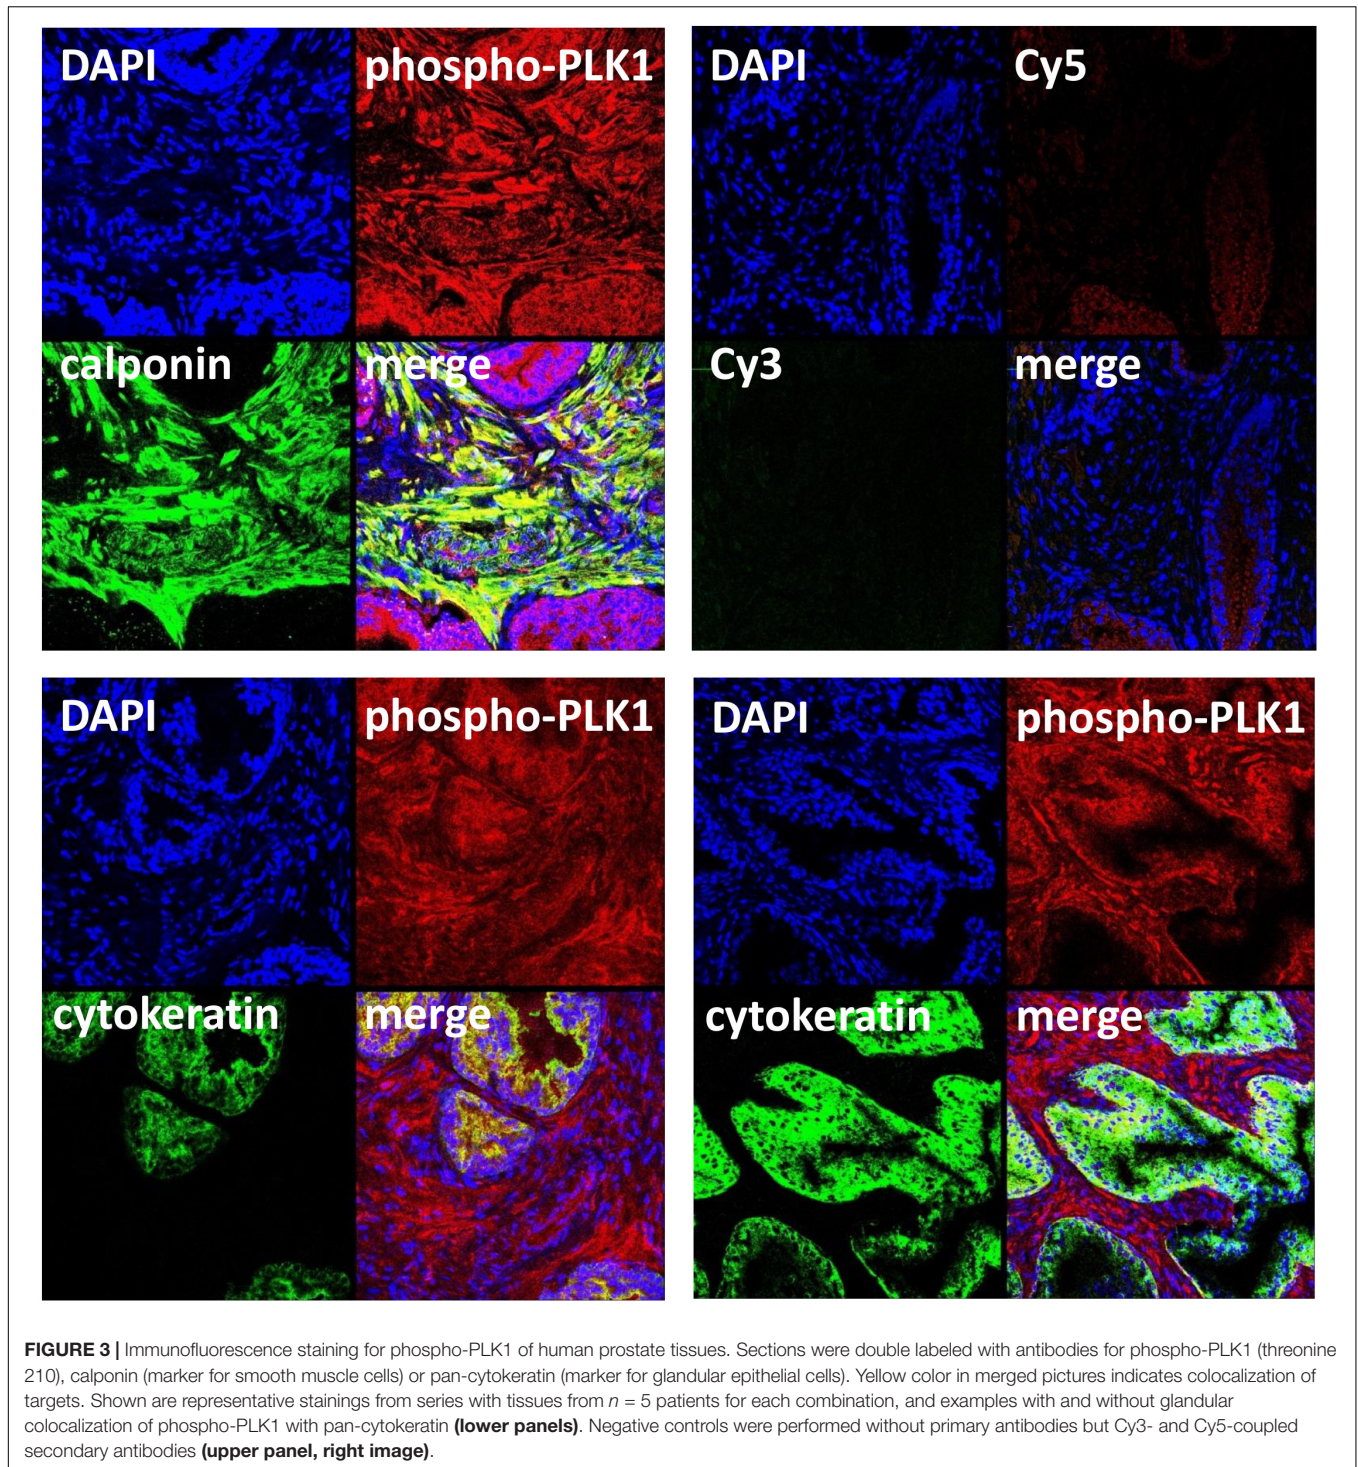 DAPI
phospho-PLK1
calponin
merge
DAPI
Cy5
Cy3
merge
DAPI
phospho-PLK1
cytokeratin
merge
DAPI
phospho-PLK1
cytokeratin
merge
FIGURE 3 | Immunofluorescence staining for phospho-PLK1 of human prostate tissues. Sections were double labeled with antibodies for phospho-PLK1 (threonine
210), calponin (marker for smooth muscle cells) or pan-cytokeratin (marker for glandular epithelial cells). Yellow color in merged pictures indicates colocalization of
targets. Shown are representative stainings from series with tissues from n = 5 patients for each combination, and examples with and without glandular
colocalization of phospho-PLK1 with pan-cytokeratin (lower panels). Negative controls were performed without primary antibodies but Cy3- and Cy5-coupled
secondary antibodies (upper panel, right image).